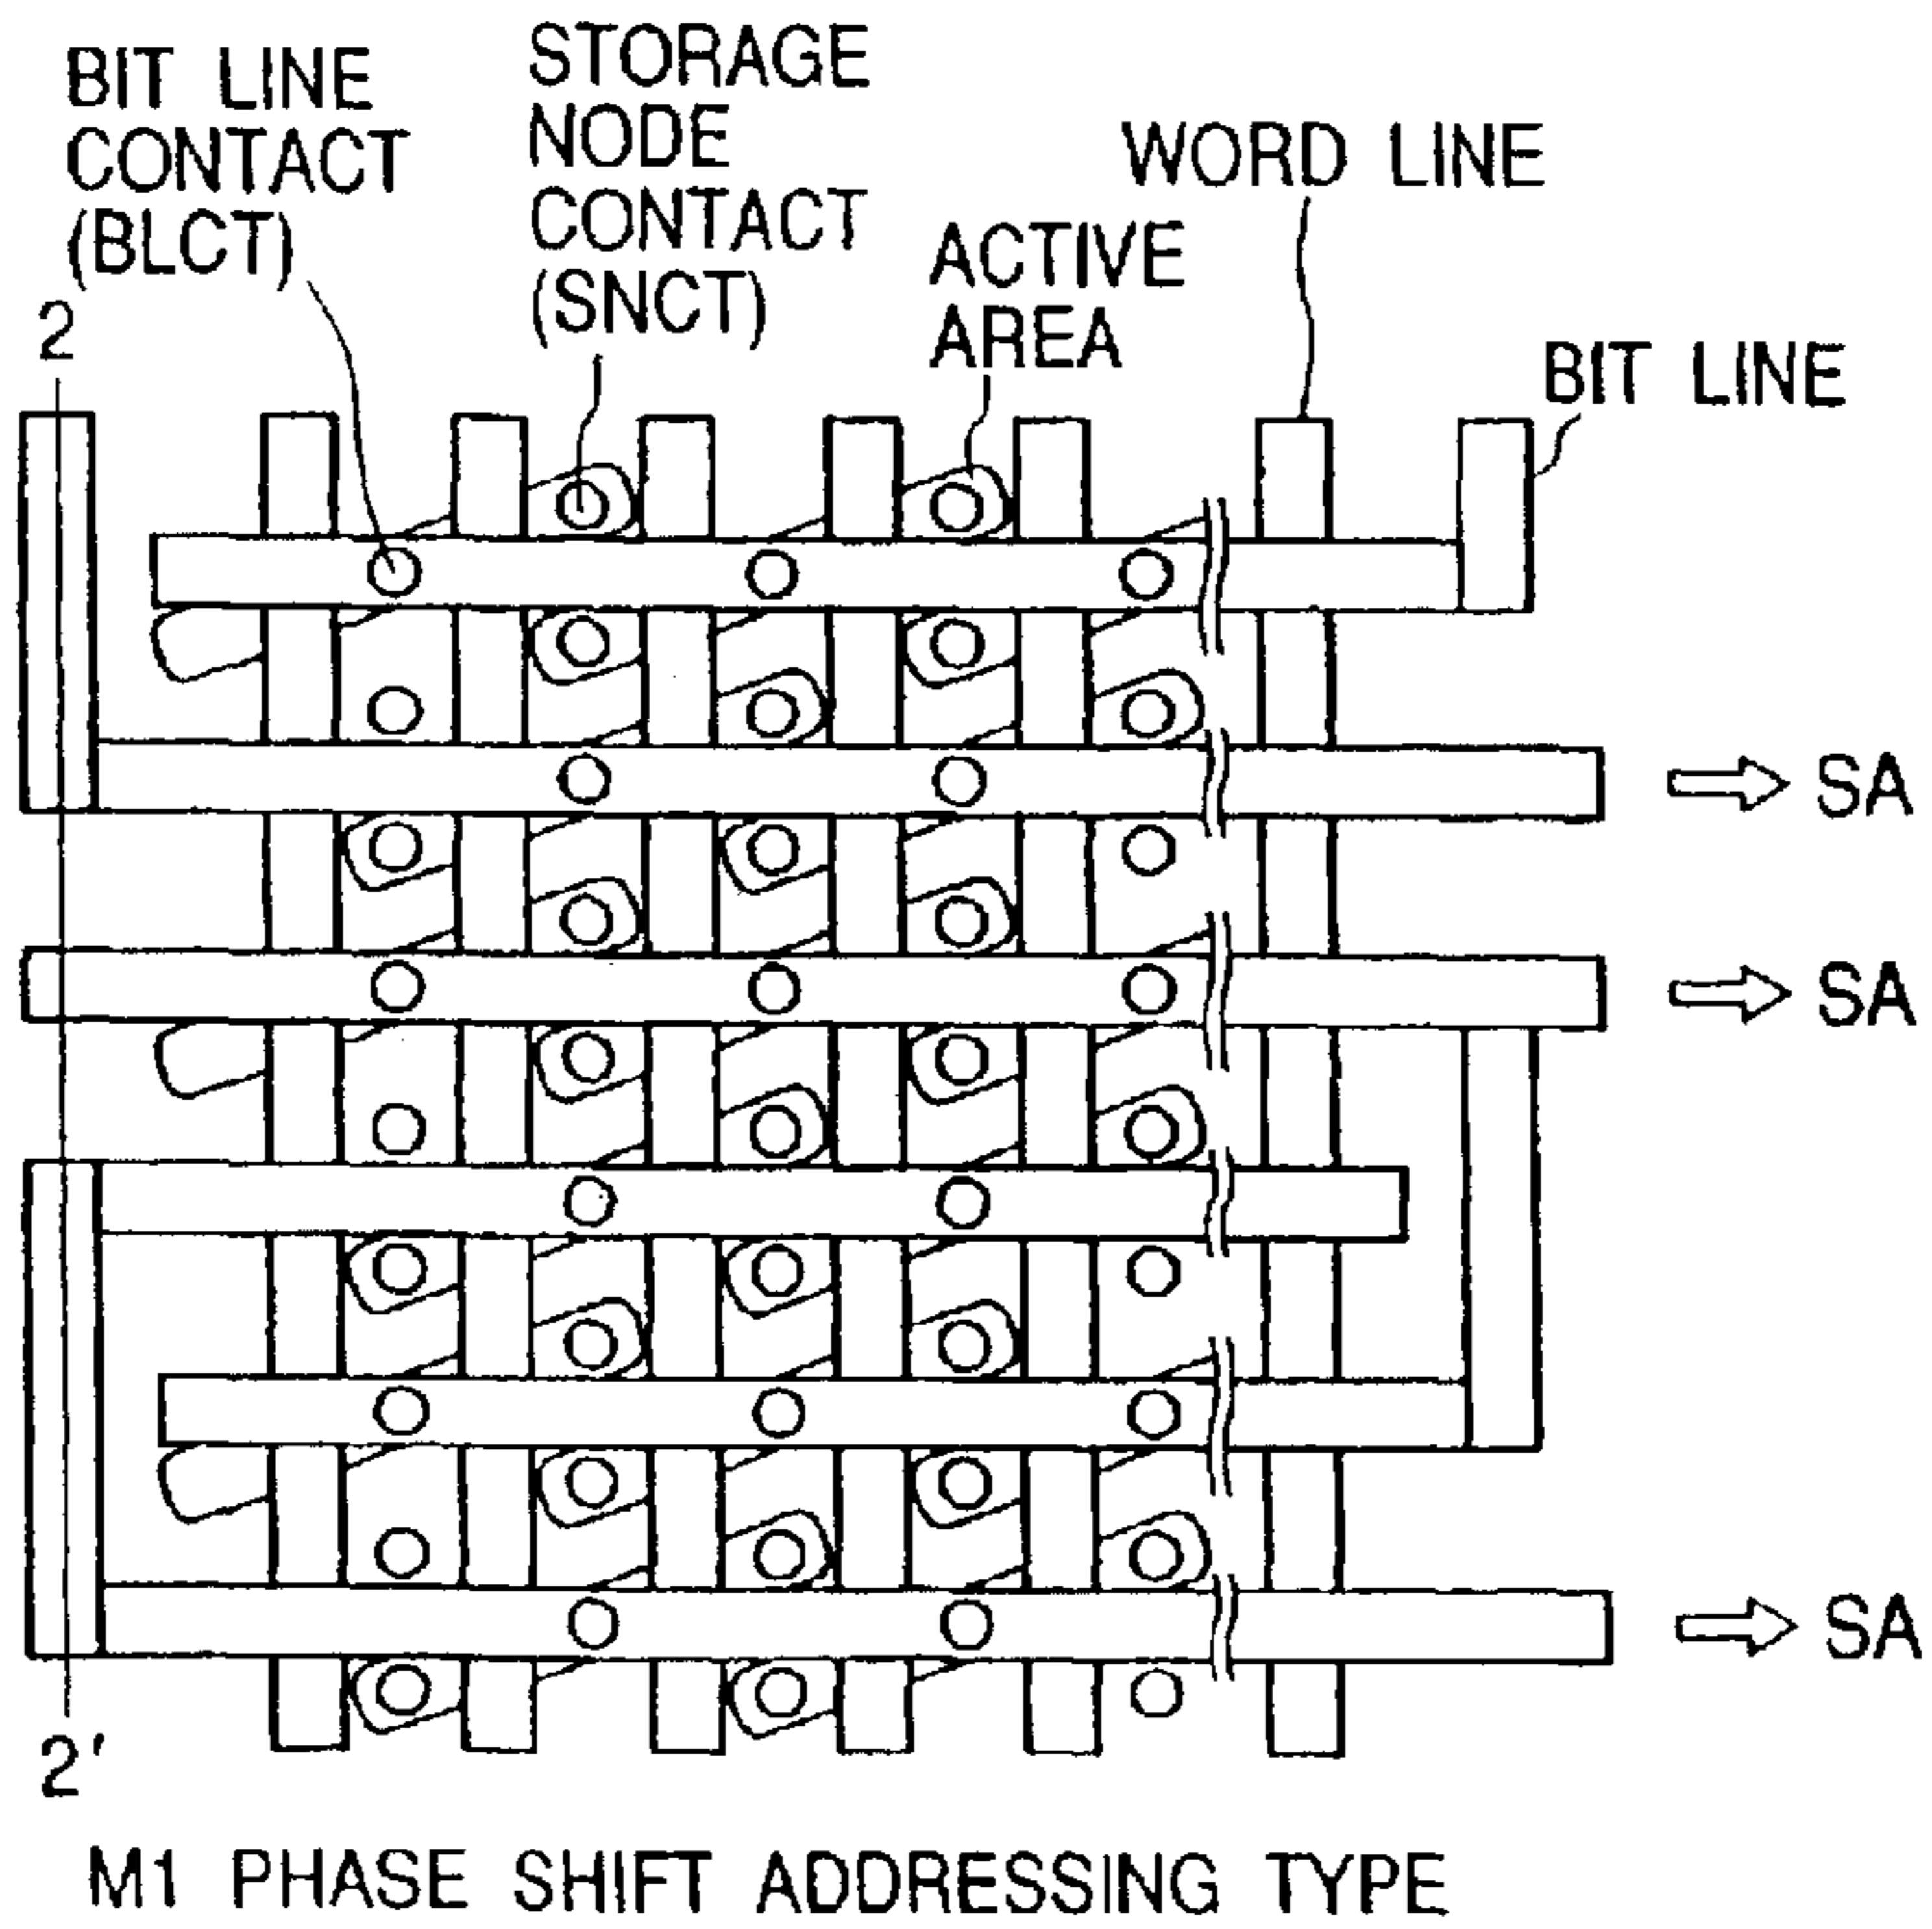 BIT LINE
CONTACT
(BLCT)
STORAGE
NODE
CONTACT
(SNCT)
ACTIVE
AREA
WORD LINE
BIT LINE
2
SA
SA
SA
2'
M1 PHASE SHIFT ADDRESSING TYPE